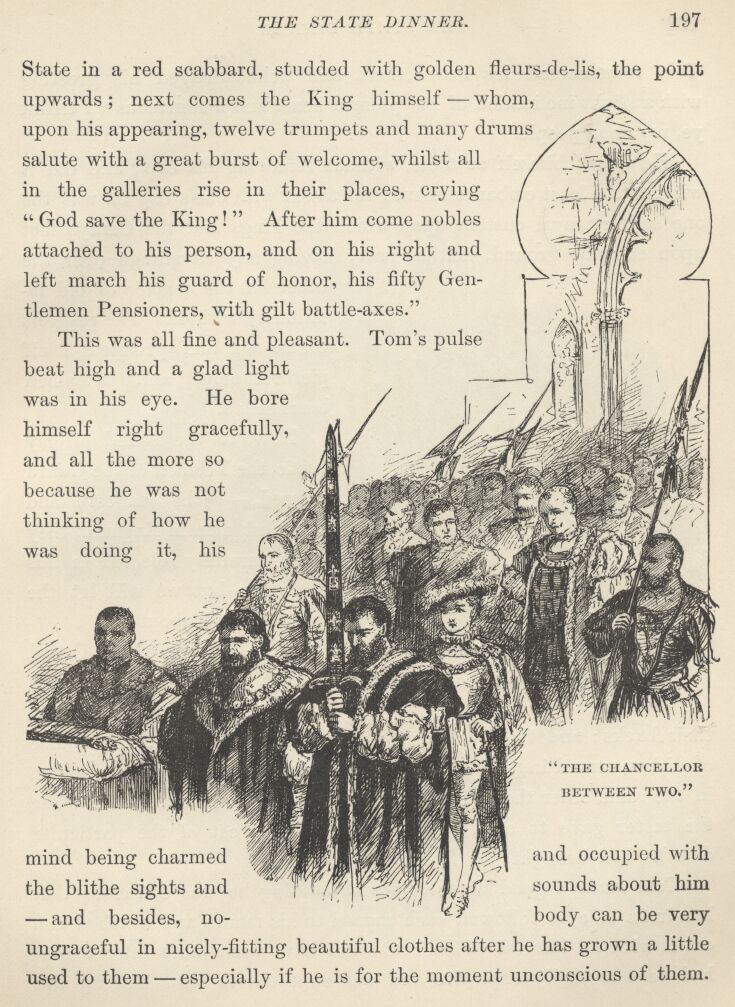 THE STATE DINNER. 197
State in a red scabbard, studded with golden fleurs-de-lis, the point
upwards; next comes the King himself — whom,
upon his appearing, twelve trumpets and many drums
salute with a great burst of welcome, whilst all
in the galleries rise in their places, crying
“God save the King!” After him come nobles
attached to his person, and on his right and
left march his guard of honor, his fifty Gen-
tlemen Pensioners, with gilt battle-axes.”
This was all fine and pleasant. Tom’s pulse
beat high and a glad light
was in his eye. He bore
himself right gracefully,
and all the more so
because he was not
thinking of how he
was doing it, his
“THE CHANCELLOR
BETWEEN TWO.”
mind being charmed and occupied with
the blithe sights and sounds about him
— and besides, no- body can be very
ungraceful in nicely-fitting beautiful clothes after he has grown a little
used to them — especially if he is for the moment unconscious of them.